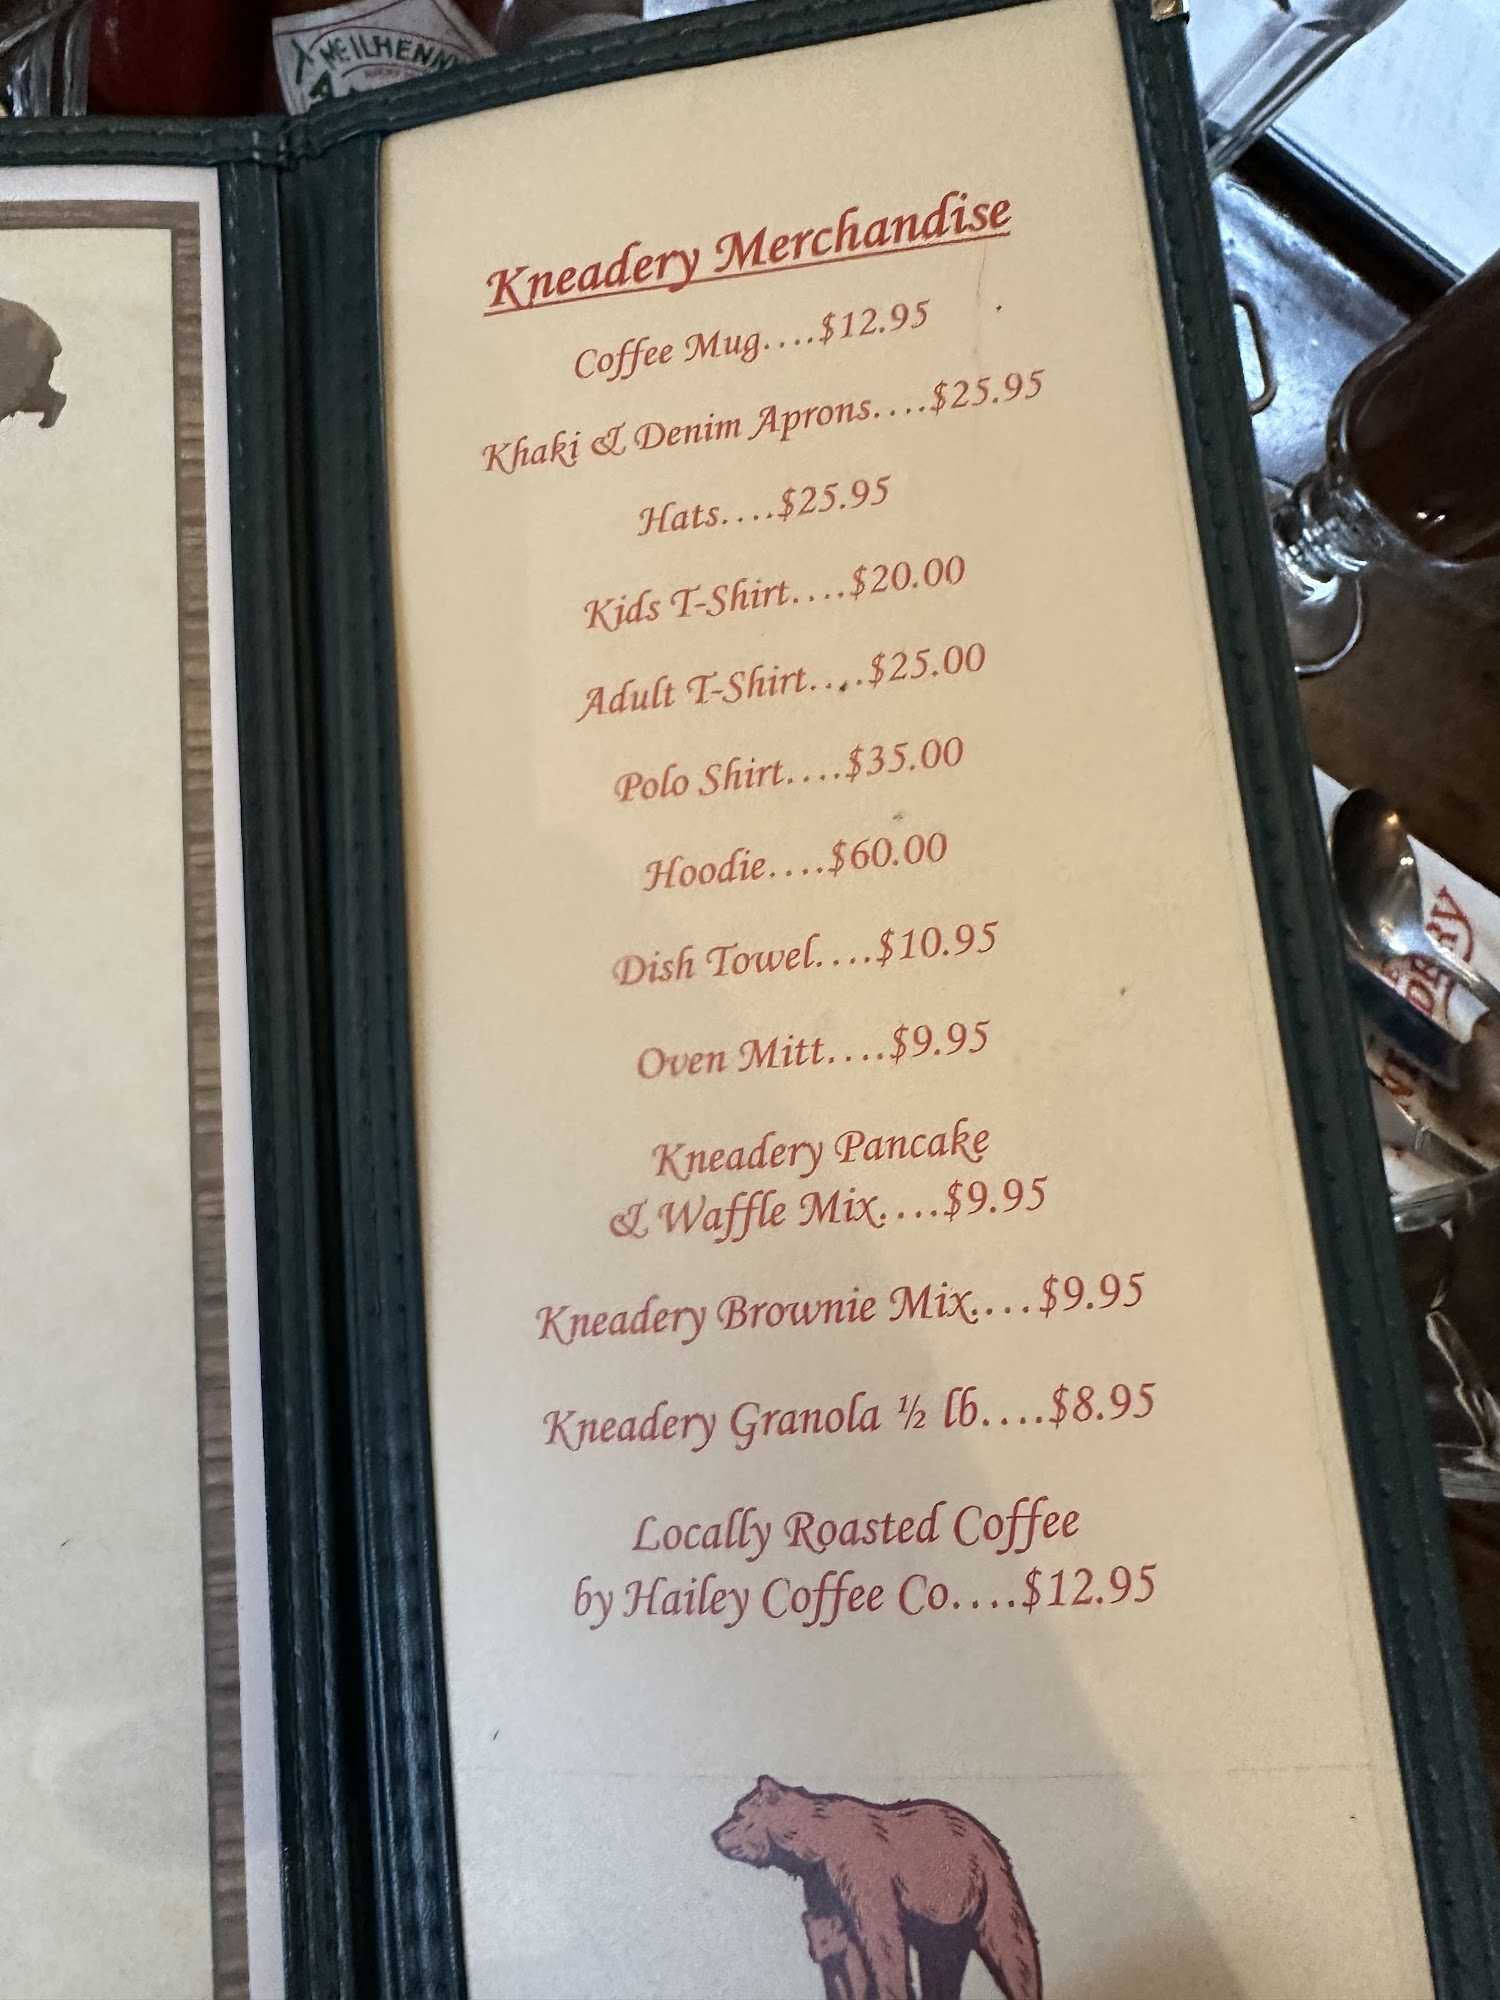 McILHENNY
Kneadery Merchandise
Coffee Mug....$12.95
Khaki & Denim Aprons....$25.95
Hats....$25.95
Kids T-Shirt....$20.00
Adult T-Shirt....$25.00
Polo Shirt....$35.00
Hoodie....$60.00
Dish Towel....$10.95
Oven Mitt....$9.95
Kneadery Pancake
& Waffle Mix....$9.95
Kneadery Brownie Mix....$9.95
Kneadery Granola ½ lb....$8.95
Locally Roasted Coffee
by Hailey Coffee Co....$12.95